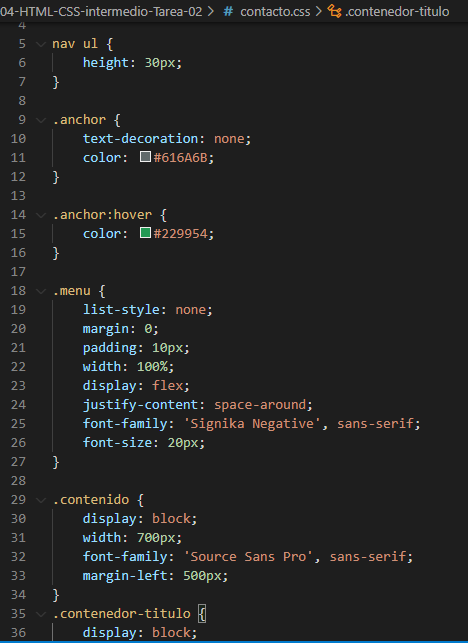 04-HTML-CSS-intermedio-Tarea-02 > # contacto.css > .contenedor-titulo
4
5 nav ul {
6 height: 30px;
7 }
8
9 .anchor {
10 text-decoration: none;
11 color: #616A6B;
12 }
13
14 .anchor:hover {
15 color: #229954;
16 }
17
18 .menu {
19 list-style: none;
20 margin: 0;
21 padding: 10px;
22 width: 100%;
23 display: flex;
24 justify-content: space-around;
25 font-family: 'Signika Negative', sans-serif;
26 font-size: 20px;
27 }
28
29 .contenido {
30 display: block;
31 width: 700px;
32 font-family: 'Source Sans Pro', sans-serif;
33 margin-left: 500px;
34 }
35 .contenedor-titulo {
36 display: block;